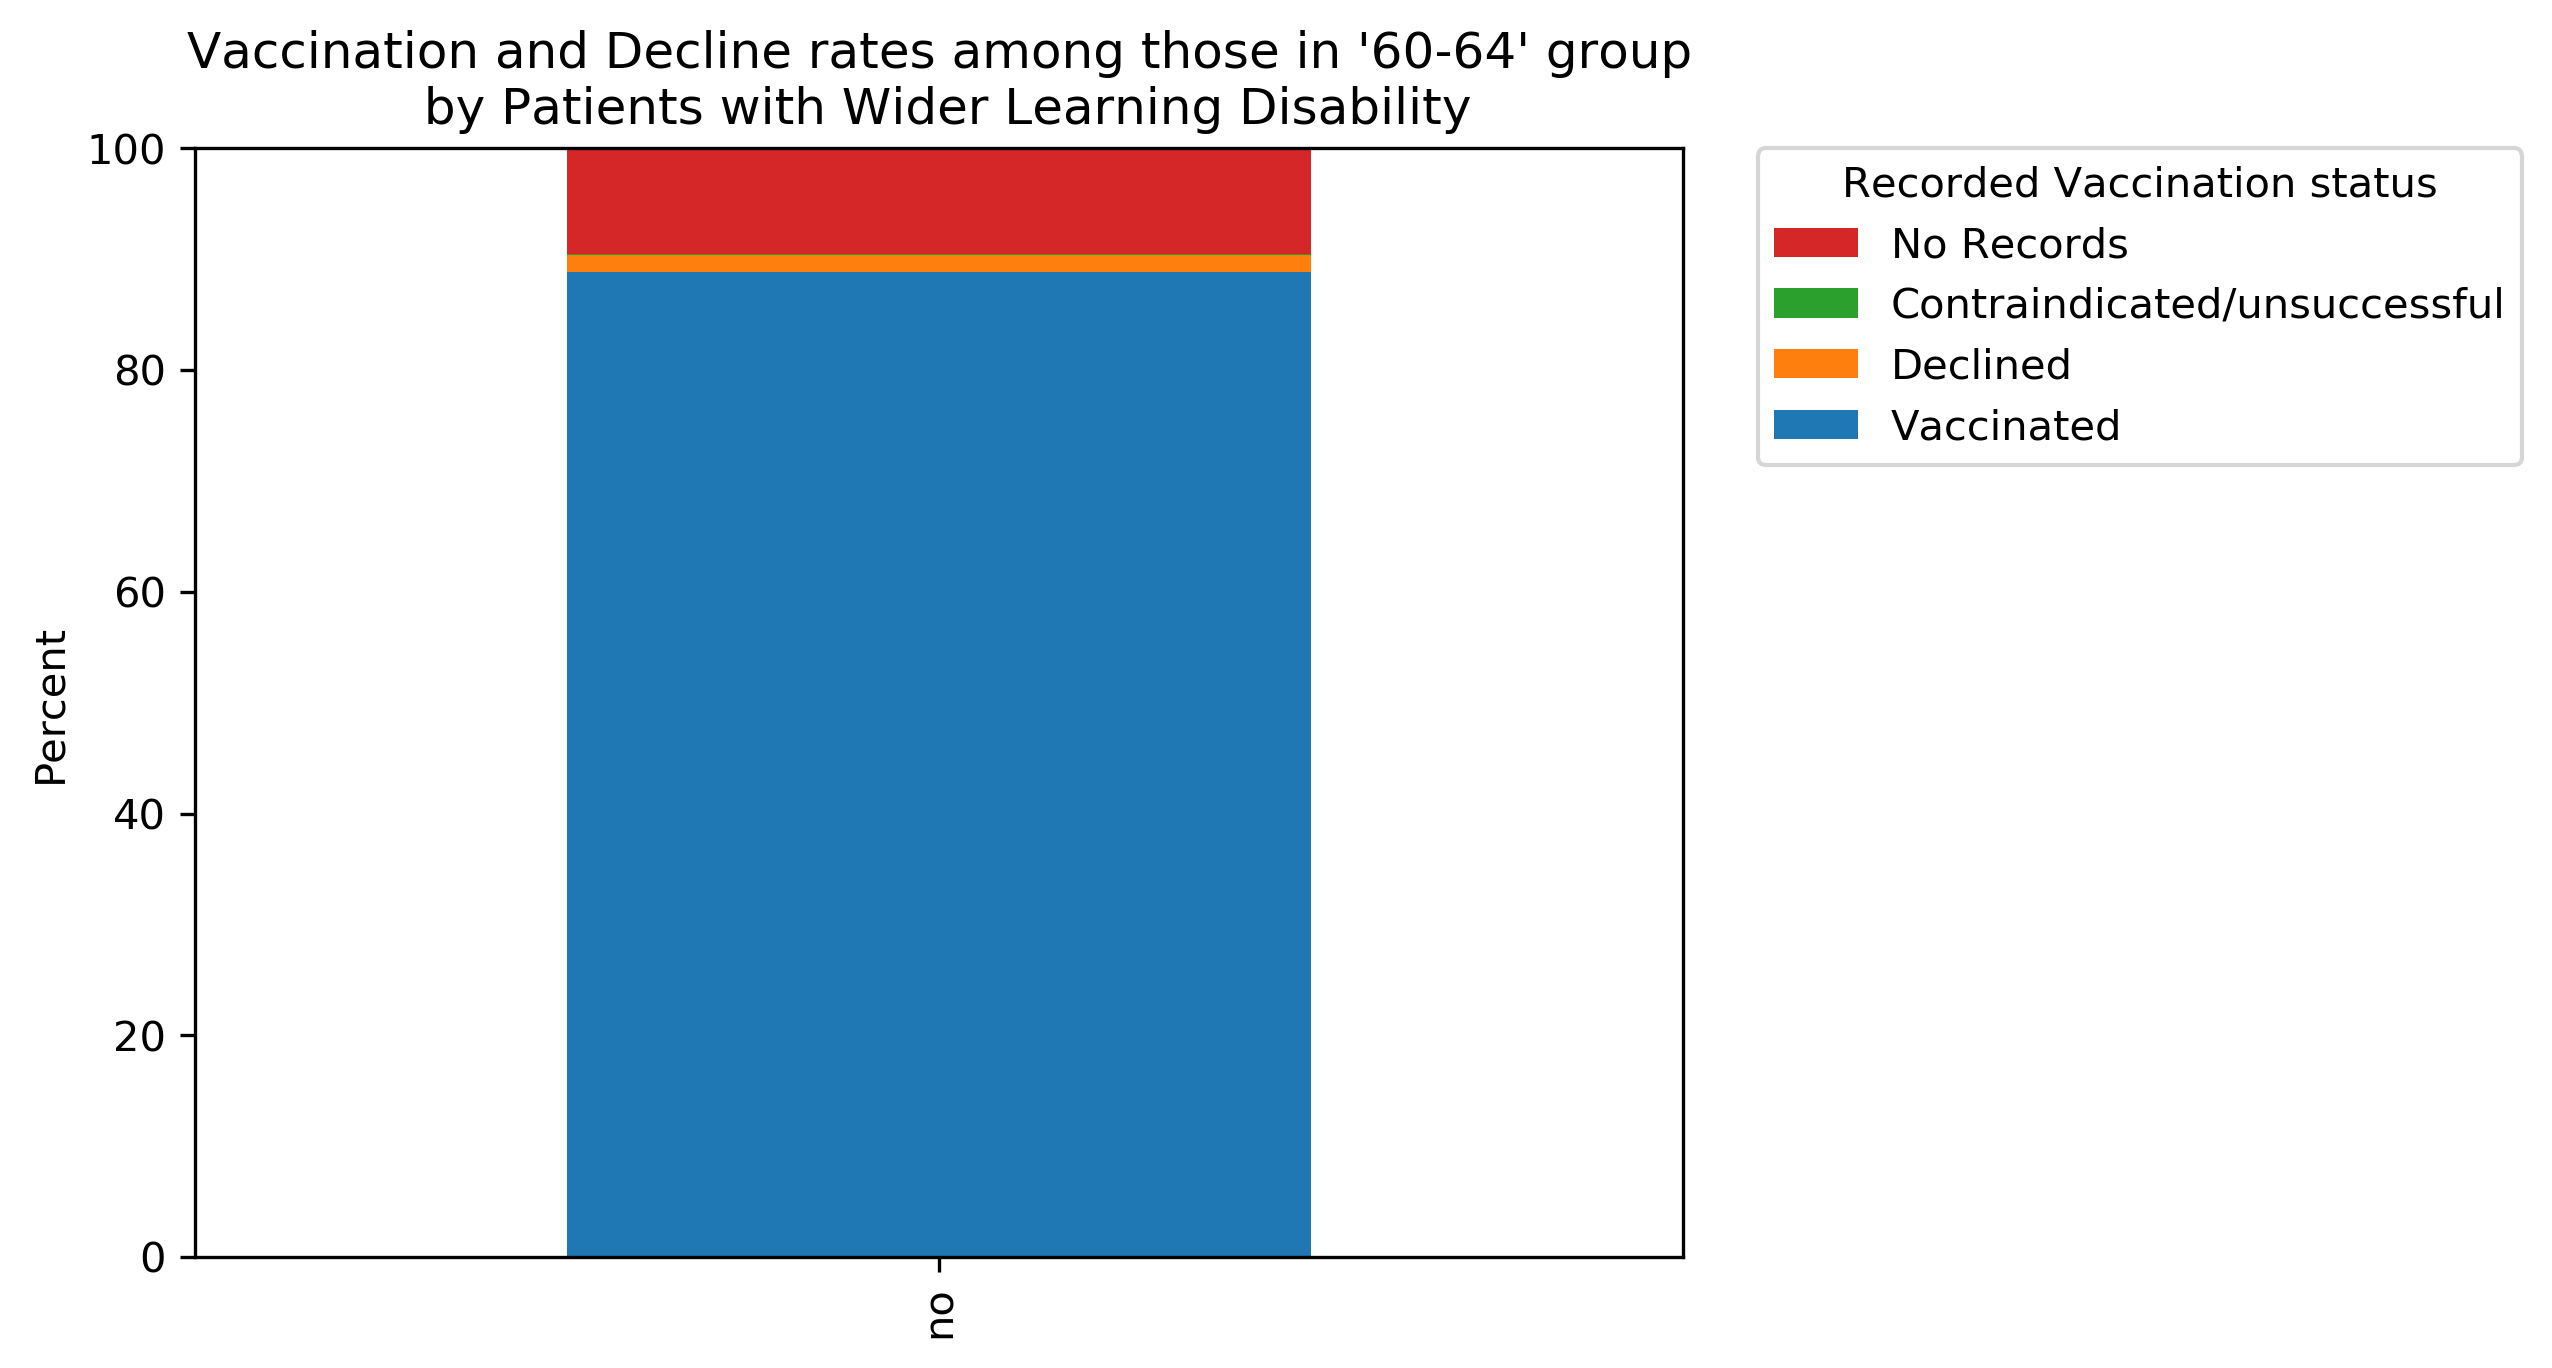 Vaccination and Decline rates among those in '60-64' group
by Patients with Wider Learning Disability
100
80
60
40
20
0
Percent
no
Recorded Vaccination status
No Records
Contraindicated/unsuccessful
Declined
Vaccinated